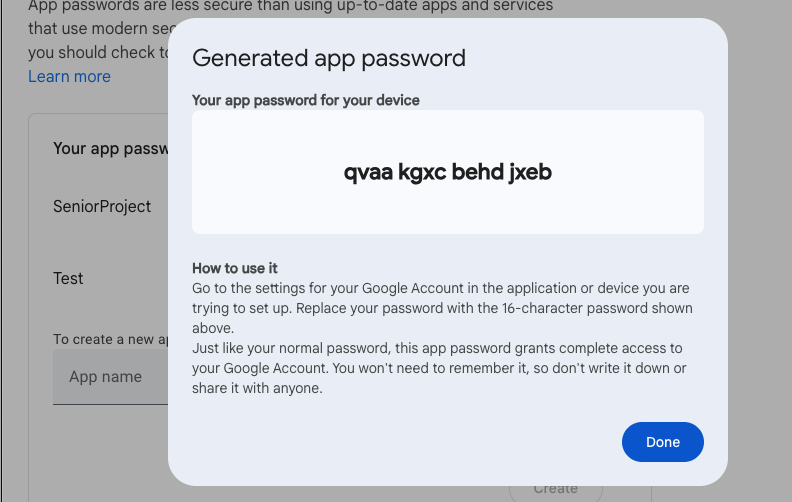 App passwords are less secure than using up-to-date apps and services
that use modern sec
you should check to
Learn more
Your app passw
SeniorProject
Test
To create a new ap
App name
Generated app password
Your app password for your device
qvaa kgxc behd jxeb
How to use it
Go to the settings for your Google Account in the application or device you are
trying to set up. Replace your password with the 16-character password shown
above.
Just like your normal password, this app password grants complete access to
your Google Account. You won't need to remember it, so don't write it down or
share it with anyone.
Done
Create